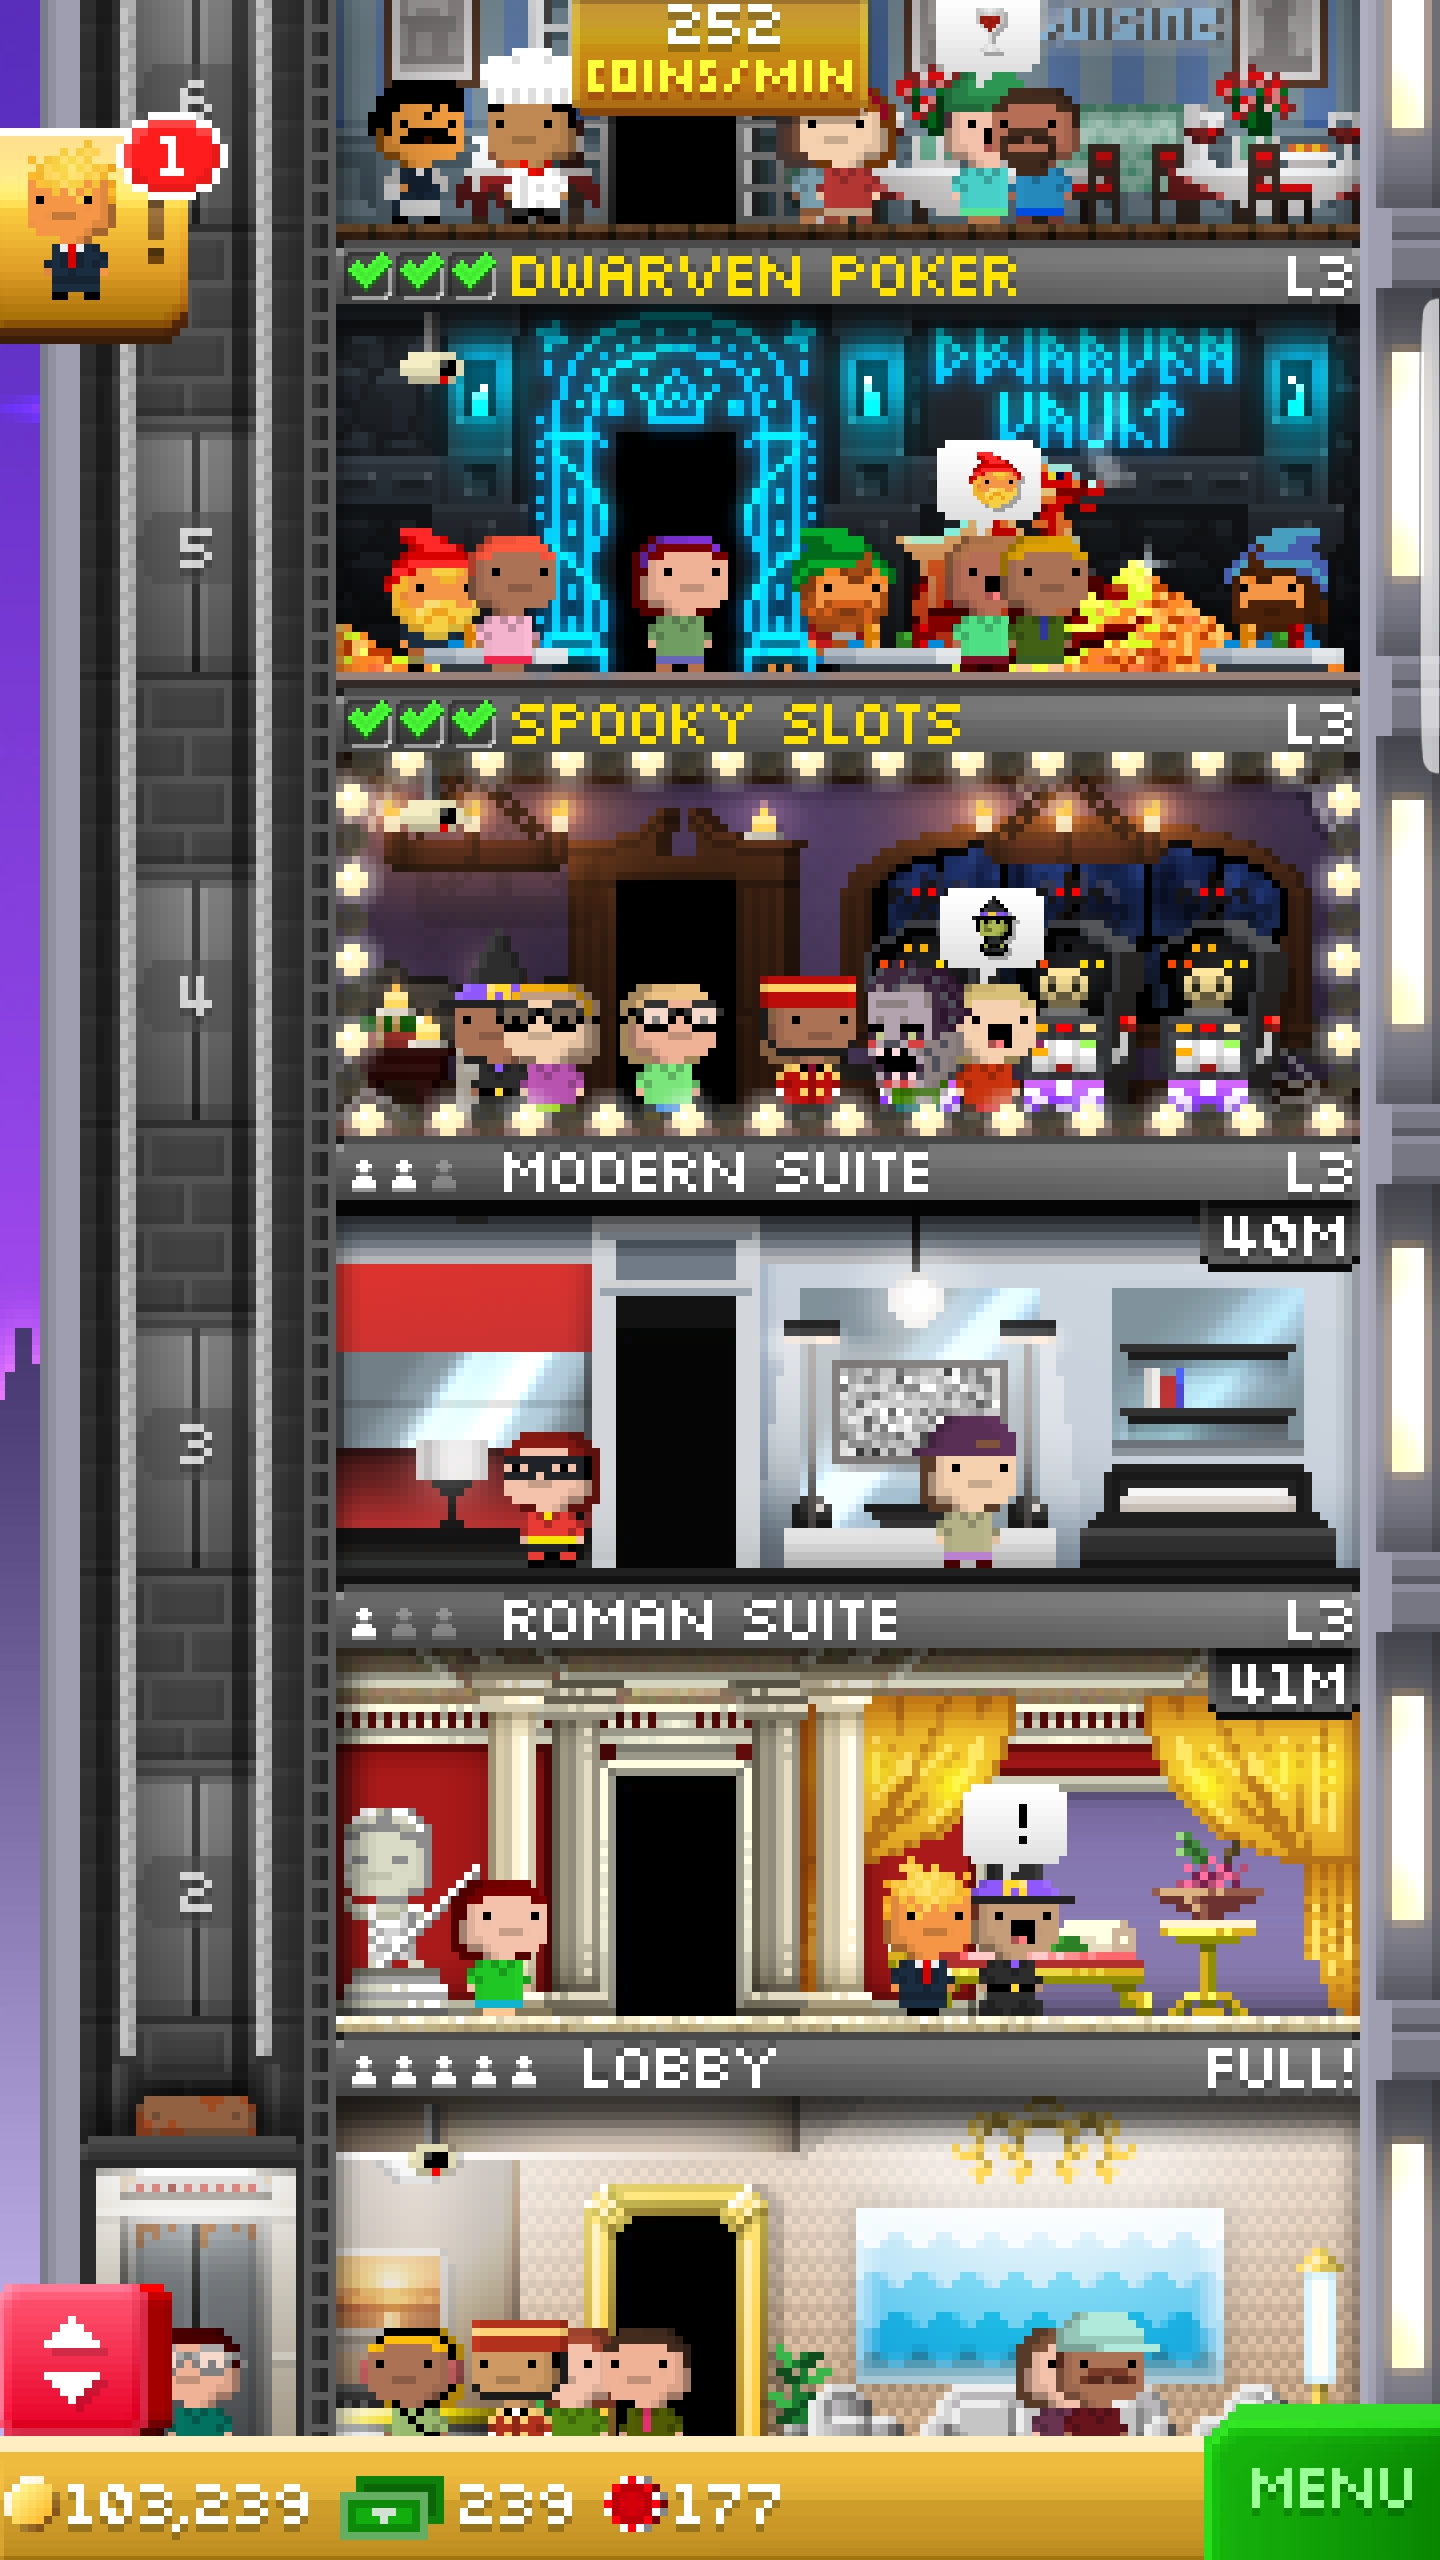 252
COINS/MIN
CUISINE
6
1
DWARVEN POKER
L3
DWARVEN
VAULT
5
SPOOKY SLOTS
L3
4
MODERN SUITE
L3
40M
3
ROMAN SUITE
L3
41M
!
2
LOBBY
FULL!
103,239
239
177
MENU